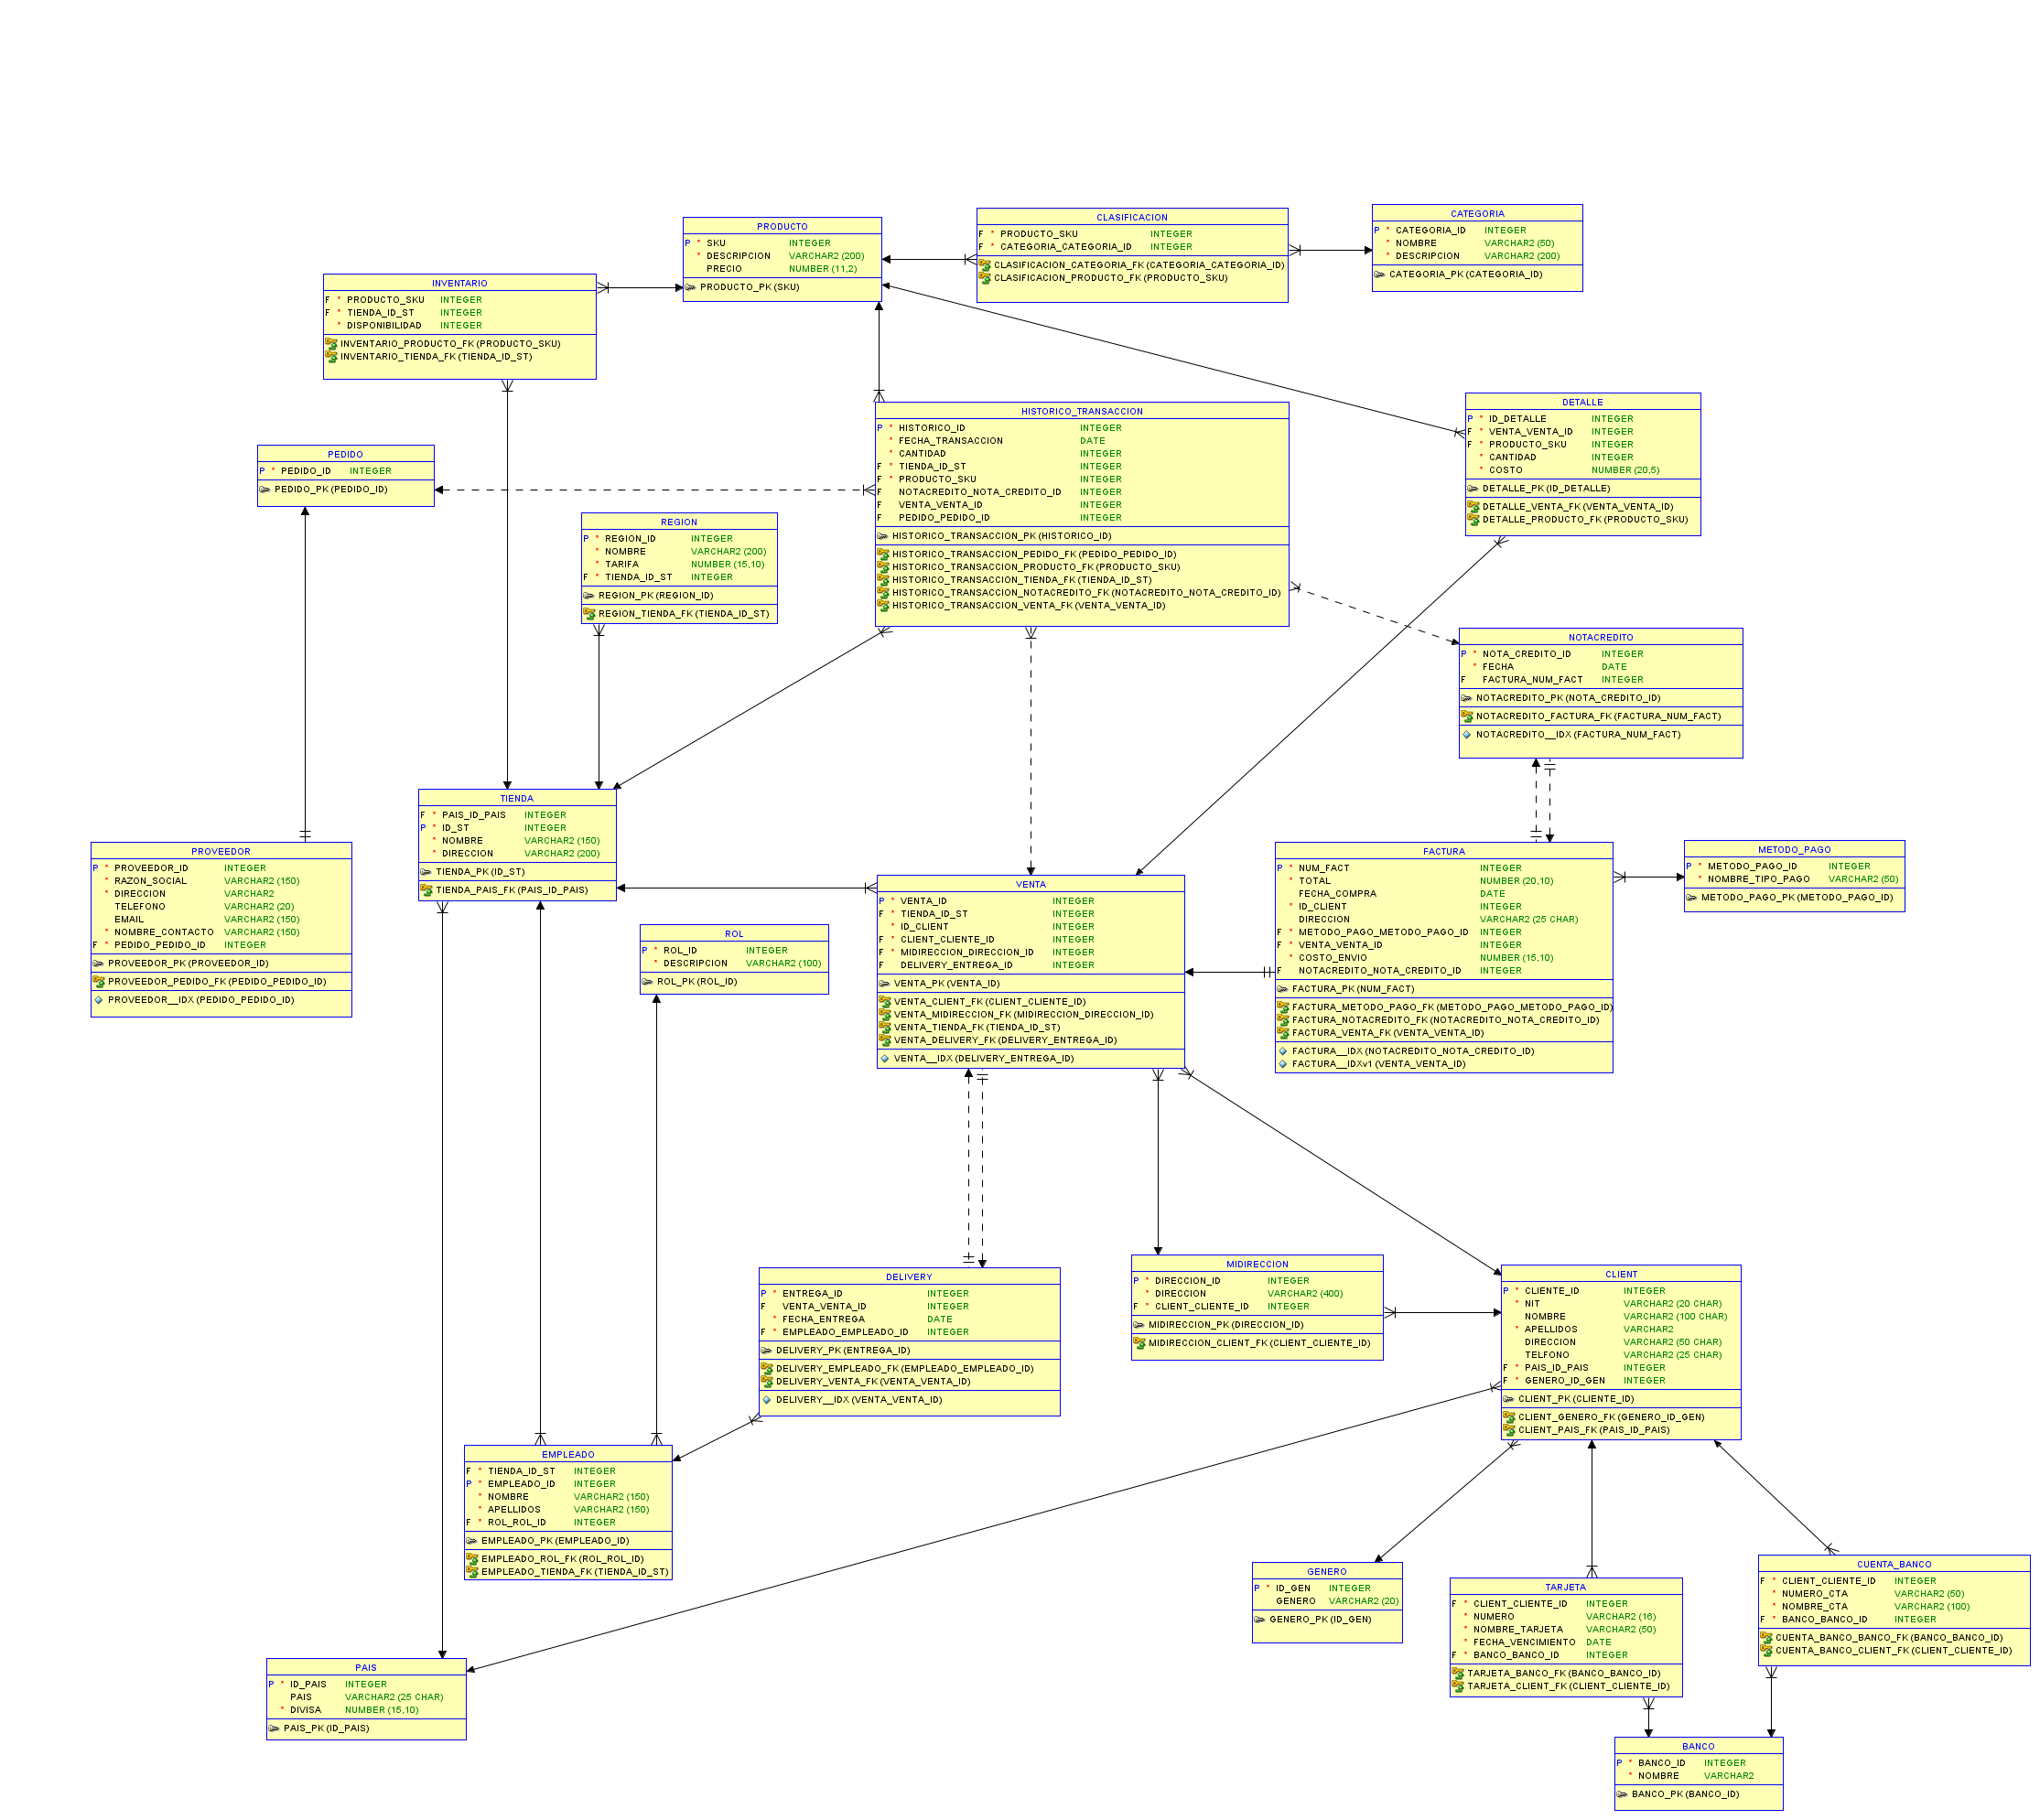 PRODUCTO
P * SKU INTEGER
* DESCRIPCION VARCHAR2 (200)
PRECIO NUMBER (11,2)
PRODUCTO_PK (SKU)
CLASIFICACION
F * PRODUCTO_SKU INTEGER
F * CATEGORIA_CATEGORIA_ID INTEGER
CLASIFICACION_CATEGORIA_FK (CATEGORIA_CATEGORIA_ID)
CLASIFICACION_PRODUCTO_FK (PRODUCTO_SKU)
CATEGORIA
P * CATEGORIA_ID INTEGER
* NOMBRE VARCHAR2 (50)
* DESCRIPCION VARCHAR2 (200)
CATEGORIA_PK (CATEGORIA_ID)
INVENTARIO
F * PRODUCTO_SKU INTEGER
F * TIENDA_ID_ST INTEGER
* DISPONIBILIDAD INTEGER
INVENTARIO_PRODUCTO_FK (PRODUCTO_SKU)
INVENTARIO_TIENDA_FK (TIENDA_ID_ST)
PEDIDO
P * PEDIDO_ID INTEGER
PEDIDO_PK (PEDIDO_ID)
REGION
P * REGION_ID INTEGER
* NOMBRE VARCHAR2 (200)
* TARIFA NUMBER (15,10)
F * TIENDA_ID_ST INTEGER
REGION_PK (REGION_ID)
REGION_TIENDA_FK (TIENDA_ID_ST)
HISTORICO_TRANSACCION
P * HISTORICO_ID INTEGER
* FECHA_TRANSACCION DATE
* CANTIDAD INTEGER
F * TIENDA_ID_ST INTEGER
F * PRODUCTO_SKU INTEGER
F NOTACREDITO_NOTA_CREDITO_ID INTEGER
F VENTA_VENTA_ID INTEGER
F PEDIDO_PEDIDO_ID INTEGER
HISTORICO_TRANSACCION_PK (HISTORICO_ID)
HISTORICO_TRANSACCION_PEDIDO_FK (PEDIDO_PEDIDO_ID)
HISTORICO_TRANSACCION_PRODUCTO_FK (PRODUCTO_SKU)
HISTORICO_TRANSACCION_TIENDA_FK (TIENDA_ID_ST)
HISTORICO_TRANSACCION_NOTACREDITO_FK (NOTACREDITO_NOTA_CREDITO_ID)
HISTORICO_TRANSACCION_VENTA_FK (VENTA_VENTA_ID)
DETALLE
P * ID_DETALLE INTEGER
F * VENTA_VENTA_ID INTEGER
F * PRODUCTO_SKU INTEGER
* CANTIDAD INTEGER
* COSTO NUMBER (20,5)
DETALLE_PK (ID_DETALLE)
DETALLE_VENTA_FK (VENTA_VENTA_ID)
DETALLE_PRODUCTO_FK (PRODUCTO_SKU)
NOTACREDITO
P * NOTA_CREDITO_ID INTEGER
* FECHA DATE
F FACTURA_NUM_FACT INTEGER
NOTACREDITO_PK (NOTA_CREDITO_ID)
NOTACREDITO_FACTURA_FK (FACTURA_NUM_FACT)
NOTACREDITO__IDX (FACTURA_NUM_FACT)
PROVEEDOR
P * PROVEEDOR_ID INTEGER
* RAZON_SOCIAL VARCHAR2 (150)
* DIRECCION VARCHAR2
TELEFONO VARCHAR2 (20)
EMAIL VARCHAR2 (150)
* NOMBRE_CONTACTO VARCHAR2 (150)
F * PEDIDO_PEDIDO_ID INTEGER
PROVEEDOR_PK (PROVEEDOR_ID)
PROVEEDOR_PEDIDO_FK (PEDIDO_PEDIDO_ID)
PROVEEDOR__IDX (PEDIDO_PEDIDO_ID)
TIENDA
F * PAIS_ID_PAIS INTEGER
P * ID_ST INTEGER
* NOMBRE VARCHAR2 (150)
* DIRECCION VARCHAR2 (200)
TIENDA_PK (ID_ST)
TIENDA_PAIS_FK (PAIS_ID_PAIS)
ROL
P * ROL_ID INTEGER
* DESCRIPCION VARCHAR2 (100)
ROL_PK (ROL_ID)
VENTA
P * VENTA_ID INTEGER
F * TIENDA_ID_ST INTEGER
* ID_CLIENT INTEGER
F * CLIENT_CLIENTE_ID INTEGER
F * MIDIRECCION_DIRECCION_ID INTEGER
F DELIVERY_ENTREGA_ID INTEGER
VENTA_PK (VENTA_ID)
VENTA_CLIENT_FK (CLIENT_CLIENTE_ID)
VENTA_MIDIRECCION_FK (MIDIRECCION_DIRECCION_ID)
VENTA_TIENDA_FK (TIENDA_ID_ST)
VENTA_DELIVERY_FK (DELIVERY_ENTREGA_ID)
VENTA__IDX (DELIVERY_ENTREGA_ID)
FACTURA
P * NUM_FACT INTEGER
* TOTAL NUMBER (20,10)
FECHA_COMPRA DATE
* ID_CLIENT INTEGER
DIRECCION VARCHAR2 (25 CHAR)
F * METODO_PAGO_METODO_PAGO_ID INTEGER
F * VENTA_VENTA_ID INTEGER
* COSTO_ENVIO NUMBER (15,10)
F NOTACREDITO_NOTA_CREDITO_ID INTEGER
FACTURA_PK (NUM_FACT)
FACTURA_METODO_PAGO_FK (METODO_PAGO_METODO_PAGO_ID)
FACTURA_NOTACREDITO_FK (NOTACREDITO_NOTA_CREDITO_ID)
FACTURA_VENTA_FK (VENTA_VENTA_ID)
FACTURA__IDX (NOTACREDITO_NOTA_CREDITO_ID)
FACTURA__IDXv1 (VENTA_VENTA_ID)
METODO_PAGO
P * METODO_PAGO_ID INTEGER
* NOMBRE_TIPO_PAGO VARCHAR2 (50)
METODO_PAGO_PK (METODO_PAGO_ID)
DELIVERY
P * ENTREGA_ID INTEGER
F VENTA_VENTA_ID INTEGER
* FECHA_ENTREGA DATE
F * EMPLEADO_EMPLEADO_ID INTEGER
DELIVERY_PK (ENTREGA_ID)
DELIVERY_EMPLEADO_FK (EMPLEADO_EMPLEADO_ID)
DELIVERY_VENTA_FK (VENTA_VENTA_ID)
DELIVERY__IDX (VENTA_VENTA_ID)
MIDIRECCION
P * DIRECCION_ID INTEGER
* DIRECCION VARCHAR2 (400)
F * CLIENT_CLIENTE_ID INTEGER
MIDIRECCION_PK (DIRECCION_ID)
MIDIRECCION_CLIENT_FK (CLIENT_CLIENTE_ID)
CLIENT
P * CLIENTE_ID INTEGER
* NIT VARCHAR2 (20 CHAR)
NOMBRE VARCHAR2 (100 CHAR)
* APELLIDOS VARCHAR2
DIRECCION VARCHAR2 (50 CHAR)
TELFONO VARCHAR2 (25 CHAR)
F * PAIS_ID_PAIS INTEGER
F * GENERO_ID_GEN INTEGER
CLIENT_PK (CLIENTE_ID)
CLIENT_GENERO_FK (GENERO_ID_GEN)
CLIENT_PAIS_FK (PAIS_ID_PAIS)
EMPLEADO
F * TIENDA_ID_ST INTEGER
P * EMPLEADO_ID INTEGER
* NOMBRE VARCHAR2 (150)
* APELLIDOS VARCHAR2 (150)
F * ROL_ROL_ID INTEGER
EMPLEADO_PK (EMPLEADO_ID)
EMPLEADO_ROL_FK (ROL_ROL_ID)
EMPLEADO_TIENDA_FK (TIENDA_ID_ST)
GENERO
P * ID_GEN INTEGER
GENERO VARCHAR2 (20)
GENERO_PK (ID_GEN)
TARJETA
F * CLIENT_CLIENTE_ID INTEGER
* NUMERO VARCHAR2 (16)
* NOMBRE_TARJETA VARCHAR2 (50)
* FECHA_VENCIMIENTO DATE
F * BANCO_BANCO_ID INTEGER
TARJETA_BANCO_FK (BANCO_BANCO_ID)
TARJETA_CLIENT_FK (CLIENT_CLIENTE_ID)
CUENTA_BANCO
F * CLIENT_CLIENTE_ID INTEGER
* NUMERO_CTA VARCHAR2 (50)
* NOMBRE_CTA VARCHAR2 (100)
F * BANCO_BANCO_ID INTEGER
CUENTA_BANCO_BANCO_FK (BANCO_BANCO_ID)
CUENTA_BANCO_CLIENT_FK (CLIENT_CLIENTE_ID)
PAIS
P * ID_PAIS INTEGER
PAIS VARCHAR2 (25 CHAR)
* DIVISA NUMBER (15,10)
PAIS_PK (ID_PAIS)
BANCO
P * BANCO_ID INTEGER
* NOMBRE VARCHAR2
BANCO_PK (BANCO_ID)